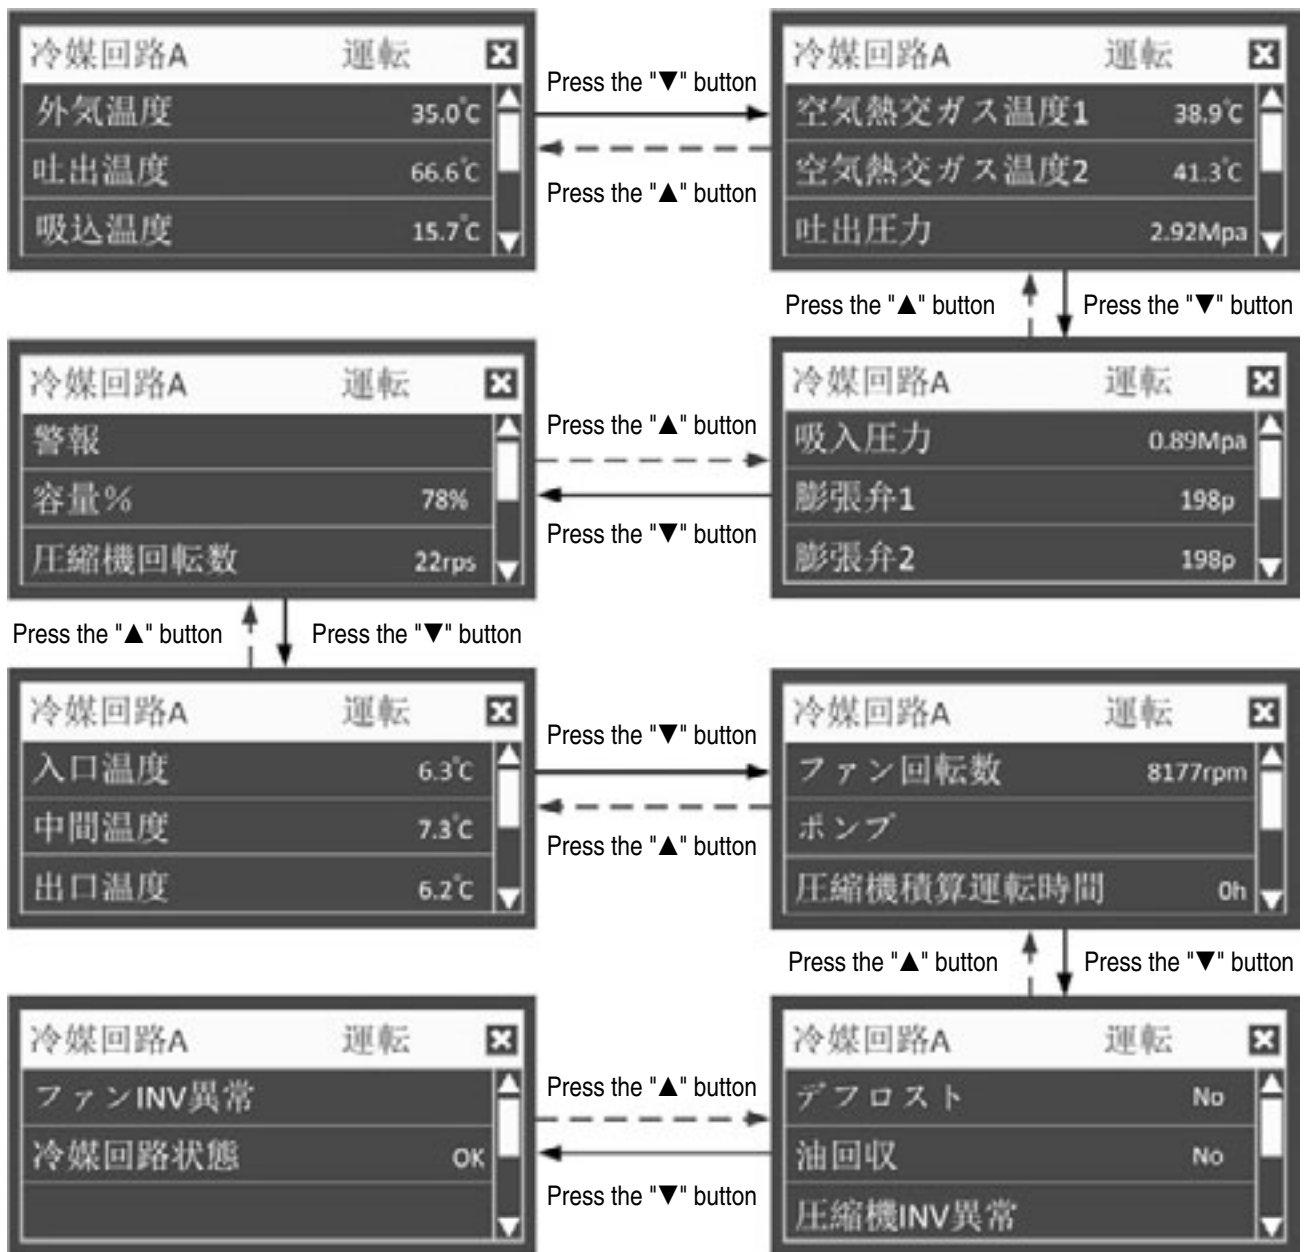 冷媒回路A 運転
外気温度 35.0℃
吐出温度 66.6℃
吸込温度 15.7℃
Press the "▼" button
Press the "▲" button
冷媒回路A 運転
空気熱交ガス温度1 38.9℃
空気熱交ガス温度2 41.3℃
吐出圧力 2.92Mpa
Press the "▲" button
Press the "▼" button
冷媒回路A 運転
警報
容量% 78%
圧縮機回転数 22rps
Press the "▲" button
Press the "▼" button
冷媒回路A 運転
吸入圧力 0.89Mpa
膨張弁1 198p
膨張弁2 198p
Press the "▲" button
Press the "▼" button
冷媒回路A 運転
入口温度 6.3℃
中間温度 7.3℃
出口温度 6.2℃
Press the "▼" button
Press the "▲" button
冷媒回路A 運転
ファン回転数 8177rpm
ポンプ
圧縮機積算運転時間 0h
Press the "▲" button
Press the "▼" button
冷媒回路A 運転
ファンINV異常
冷媒回路状態 OK
Press the "▲" button
Press the "▼" button
冷媒回路A 運転
デフロスト No
油回収 No
圧縮機INV異常